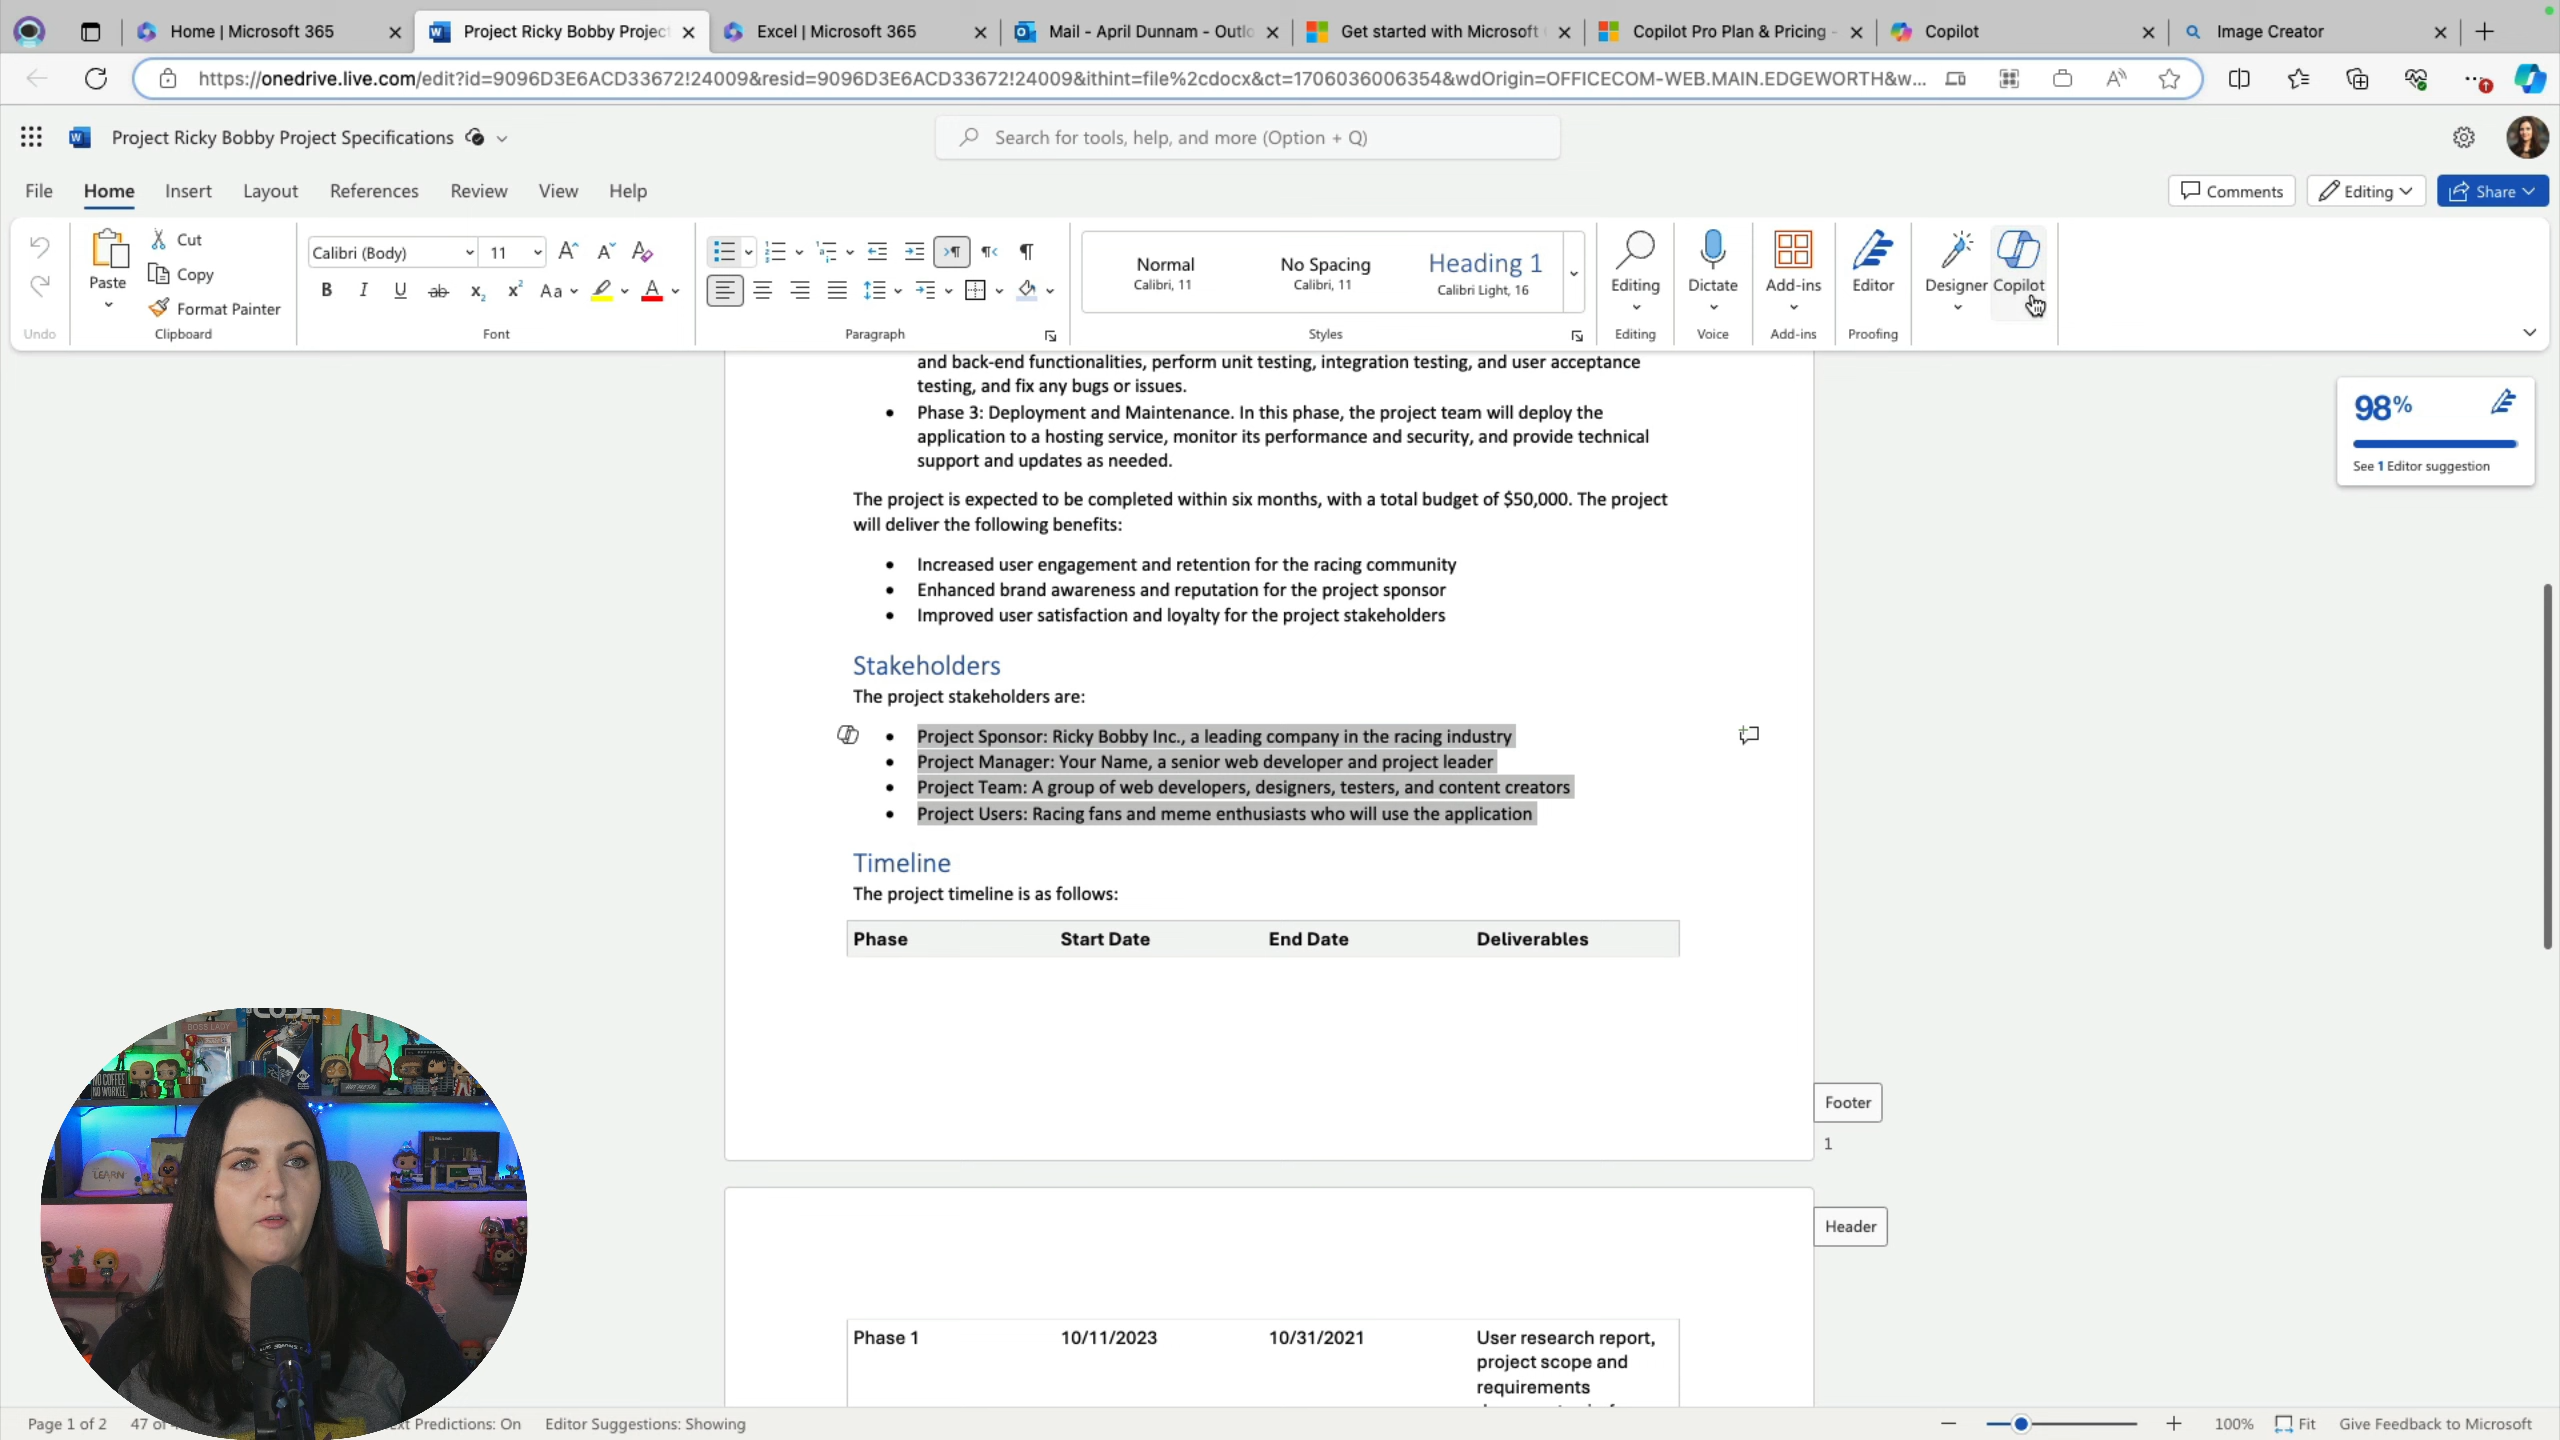 Home | Microsoft 365
Project Ricky Bobby Projec
Excel | Microsoft 365
Mail - April Dunnam - Outlo
Get started with Microsoft
Copilot Pro Plan & Pricing -
Copilot
Image Creator
https://onedrive.live.com/edit?id=9096D3E6ACD33672!24009&resid=9096D3E6ACD33672!24009&ithint=file%2cdocx&ct=1706036006354&wdOrigin=OFFICECOM-WEB.MAIN.EDGEWORTH&w...
Project Ricky Bobby Project Specifications
Search for tools, help, and more (Option + Q)
File Home Insert Layout References Review View Help
Comments Editing Share
Paste
Cut
Copy
Format Painter
Calibri (Body) 11
Normal
Calibri, 11
No Spacing
Calibri, 11
Heading 1
Calibri Light, 16
Editing Dictate Add-ins Editor Designer Copilot
Undo Clipboard Font Paragraph Styles Editing Voice Add-ins Proofing
and back-end functionalities, perform unit testing, integration testing, and user acceptance
testing, and fix any bugs or issues.
• Phase 3: Deployment and Maintenance. In this phase, the project team will deploy the
application to a hosting service, monitor its performance and security, and provide technical
support and updates as needed.
98%
See 1 Editor suggestion
The project is expected to be completed within six months, with a total budget of $50,000. The project
will deliver the following benefits:
• Increased user engagement and retention for the racing community
• Enhanced brand awareness and reputation for the project sponsor
• Improved user satisfaction and loyalty for the project stakeholders
Stakeholders
The project stakeholders are:
• Project Sponsor: Ricky Bobby Inc., a leading company in the racing industry
• Project Manager: Your Name, a senior web developer and project leader
• Project Team: A group of web developers, designers, testers, and content creators
• Project Users: Racing fans and meme enthusiasts who will use the application
Timeline
The project timeline is as follows:
Phase Start Date End Date Deliverables
Footer
1
Header
Phase 1 10/11/2023 10/31/2021 User research report,
project scope and
requirements
CODE
BOSS LADY
NO COFFEE
NO WORKEE
LEARN
Microsoft
Page 1 of 2 47 of
xt Predictions: On Editor Suggestions: Showing
100% Fit Give Feedback to Microsoft